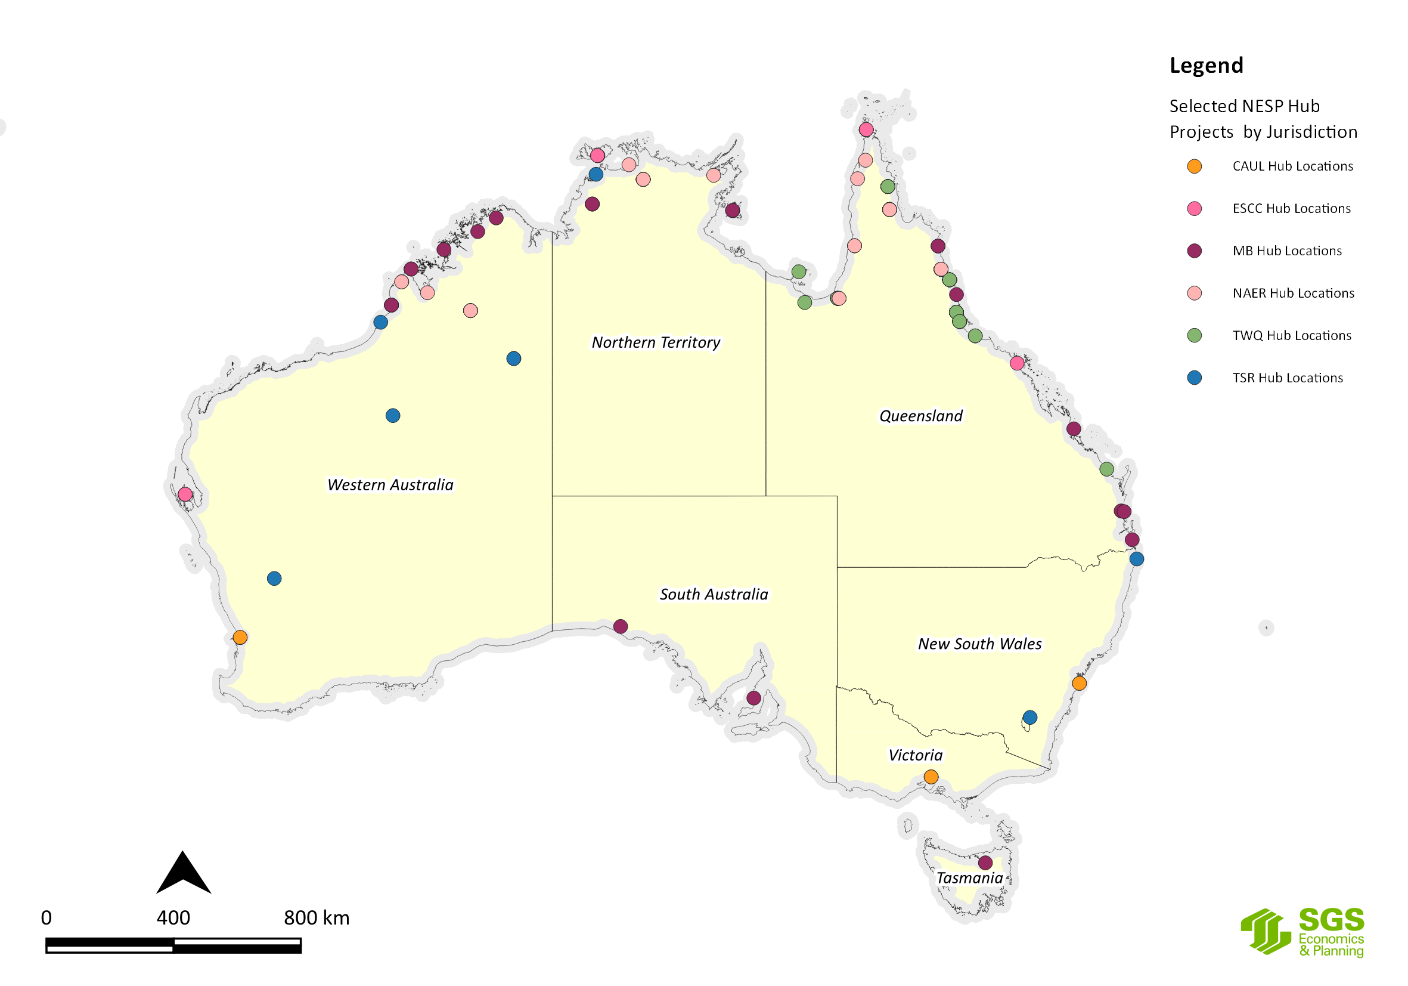 Legend
Selected NESP Hub
Projects by Jurisdiction
CAUL Hub Locations
ESCC Hub Locations
MB Hub Locations
NAER Hub Locations
TWQ Hub Locations
TSR Hub Locations
Northern Territory
Queensland
Western Australia
South Australia
New South Wales
Victoria
Tasmania
0 400 800 km
SGS
Economics
& Planning